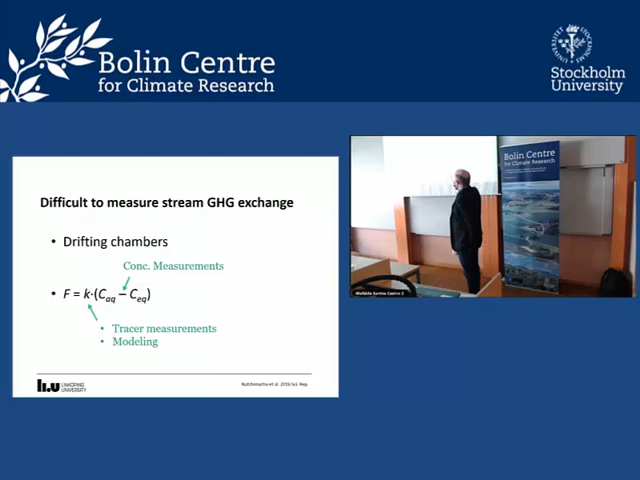 Bolin Centre
for Climate Research
Stockholm
University
Difficult to measure stream GHG exchange
• Drifting chambers
Conc. Measurements
• F = k·(Caq – Ceq)
• Tracer measurements
• Modeling
LINKÖPING
UNIVERSITY
Bolin Centre
for Climate Research